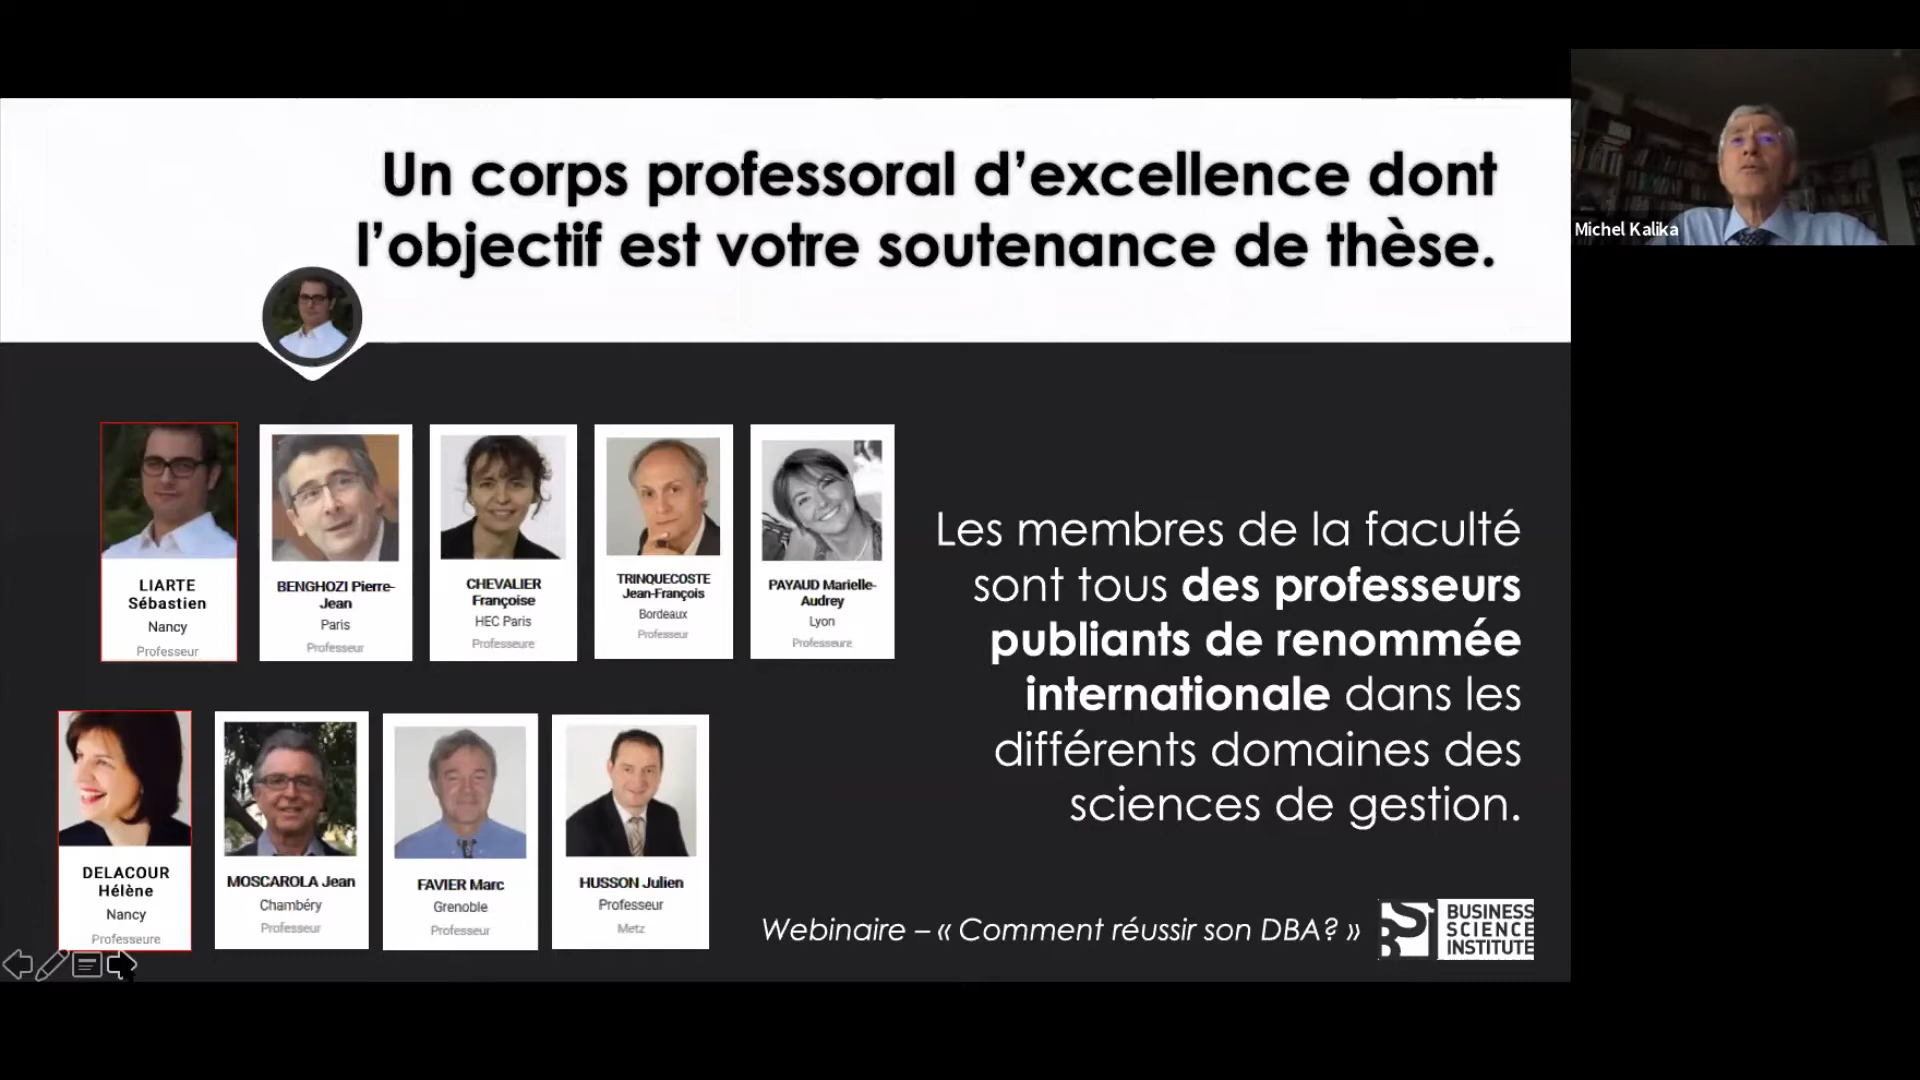 Un corps professoral d’excellence dont
l’objectif est votre soutenance de thèse.
Michel Kalika
LIARTE
Sébastien
Nancy
Professeur
BENGHOZI Pierre-
Jean
Paris
Professeur
CHEVALIER
Françoise
HEC Paris
Professeure
TRINQUECOSTE
Jean-François
Bordeaux
Professeur
PAYAUD Marielle-
Audrey
Lyon
Professeure
DELACOUR
Hélène
Nancy
Professeure
MOSCAROLA Jean
Chambéry
Professeur
FAVIER Marc
Grenoble
Professeur
HUSSON Julien
Professeur
Metz
Les membres de la faculté
sont tous des professeurs
publiants de renommée
internationale dans les
différents domaines des
sciences de gestion.
Webinaire – « Comment réussir son DBA? »
BUSINESS
SCIENCE
INSTITUTE